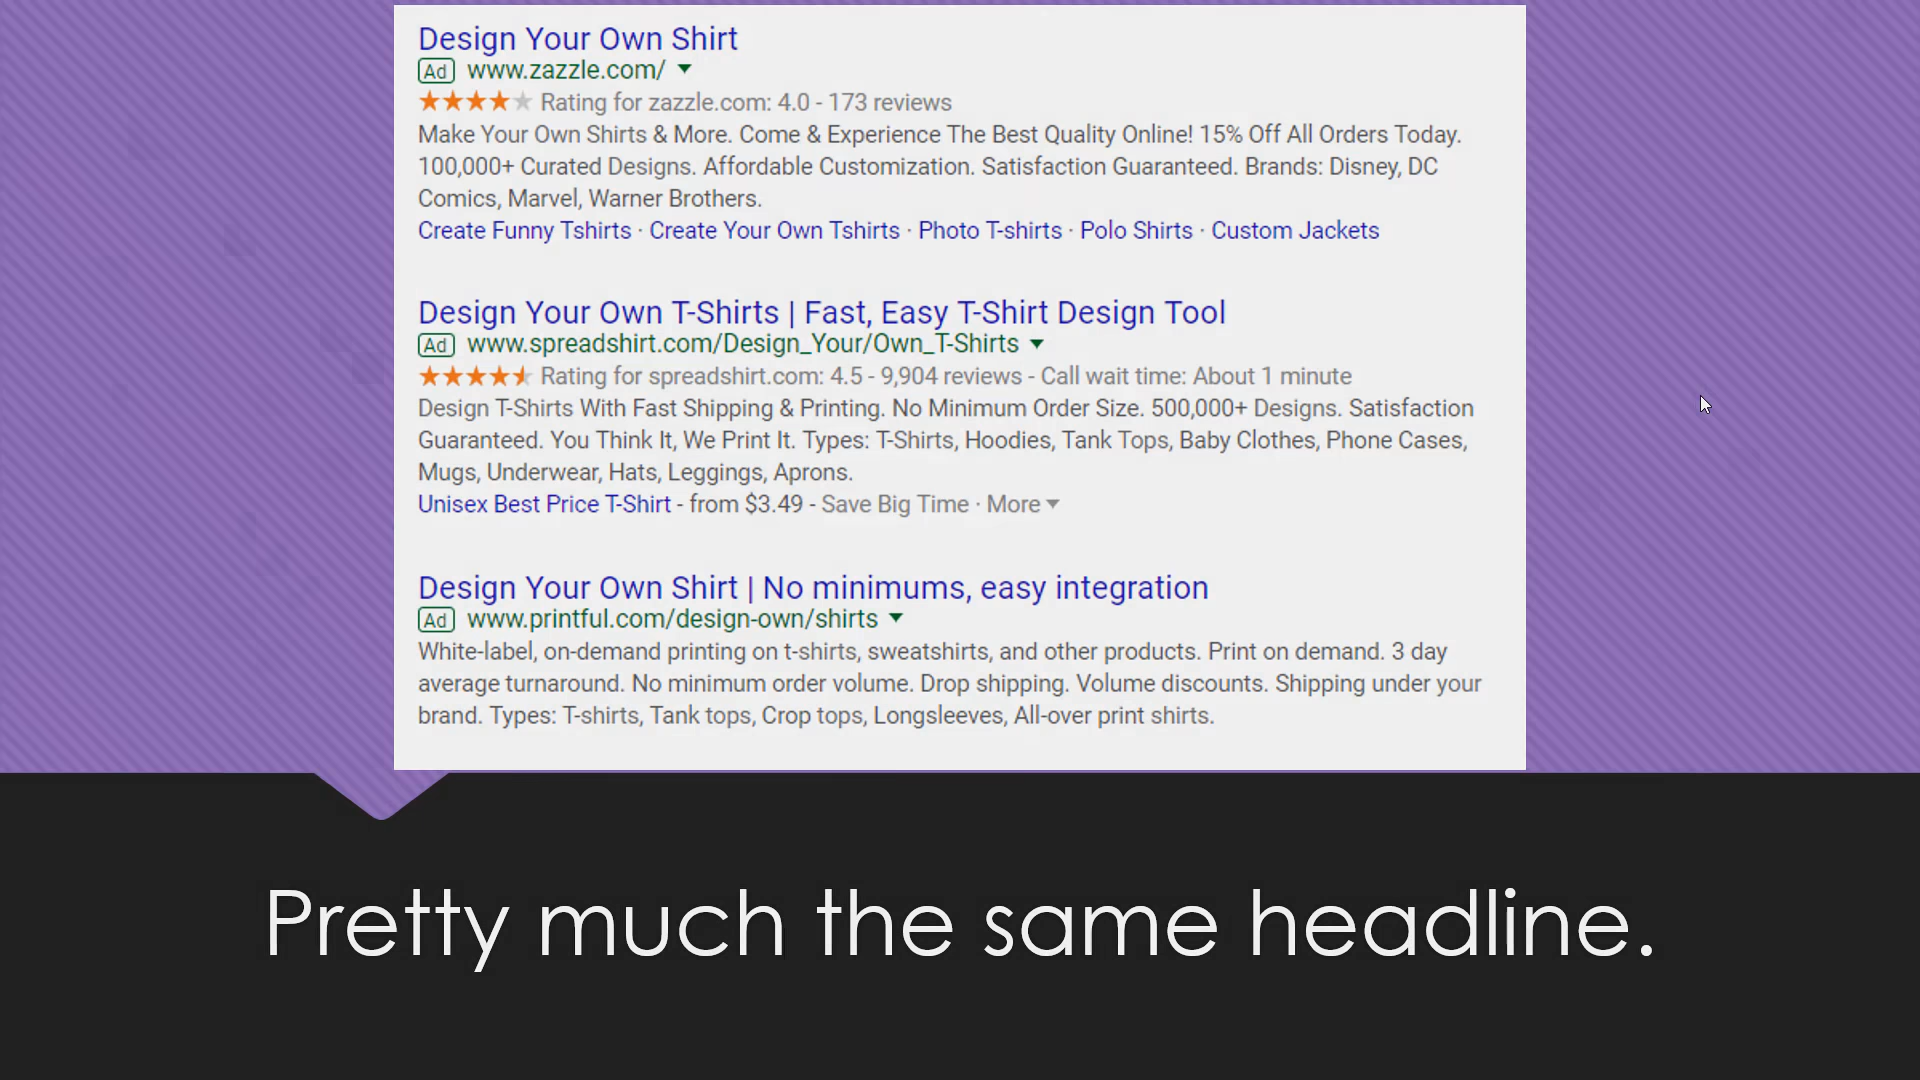 Design Your Own Shirt
Ad www.zazzle.com/
Rating for zazzle.com: 4.0 - 173 reviews
Make Your Own Shirts & More. Come & Experience The Best Quality Online! 15% Off All Orders Today.
100,000+ Curated Designs. Affordable Customization. Satisfaction Guaranteed. Brands: Disney, DC
Comics, Marvel, Warner Brothers.
Create Funny Tshirts · Create Your Own Tshirts · Photo T-shirts · Polo Shirts · Custom Jackets
Design Your Own T-Shirts | Fast, Easy T-Shirt Design Tool
Ad www.spreadshirt.com/Design_Your/Own_T-Shirts
Rating for spreadshirt.com: 4.5 - 9,904 reviews - Call wait time: About 1 minute
Design T-Shirts With Fast Shipping & Printing. No Minimum Order Size. 500,000+ Designs. Satisfaction
Guaranteed. You Think It, We Print It. Types: T-Shirts, Hoodies, Tank Tops, Baby Clothes, Phone Cases,
Mugs, Underwear, Hats, Leggings, Aprons.
Unisex Best Price T-Shirt - from $3.49 - Save Big Time · More
Design Your Own Shirt | No minimums, easy integration
Ad www.printful.com/design-own/shirts
White-label, on-demand printing on t-shirts, sweatshirts, and other products. Print on demand. 3 day
average turnaround. No minimum order volume. Drop shipping. Volume discounts. Shipping under your
brand. Types: T-shirts, Tank tops, Crop tops, Longsleeves, All-over print shirts.
Pretty much the same headline.